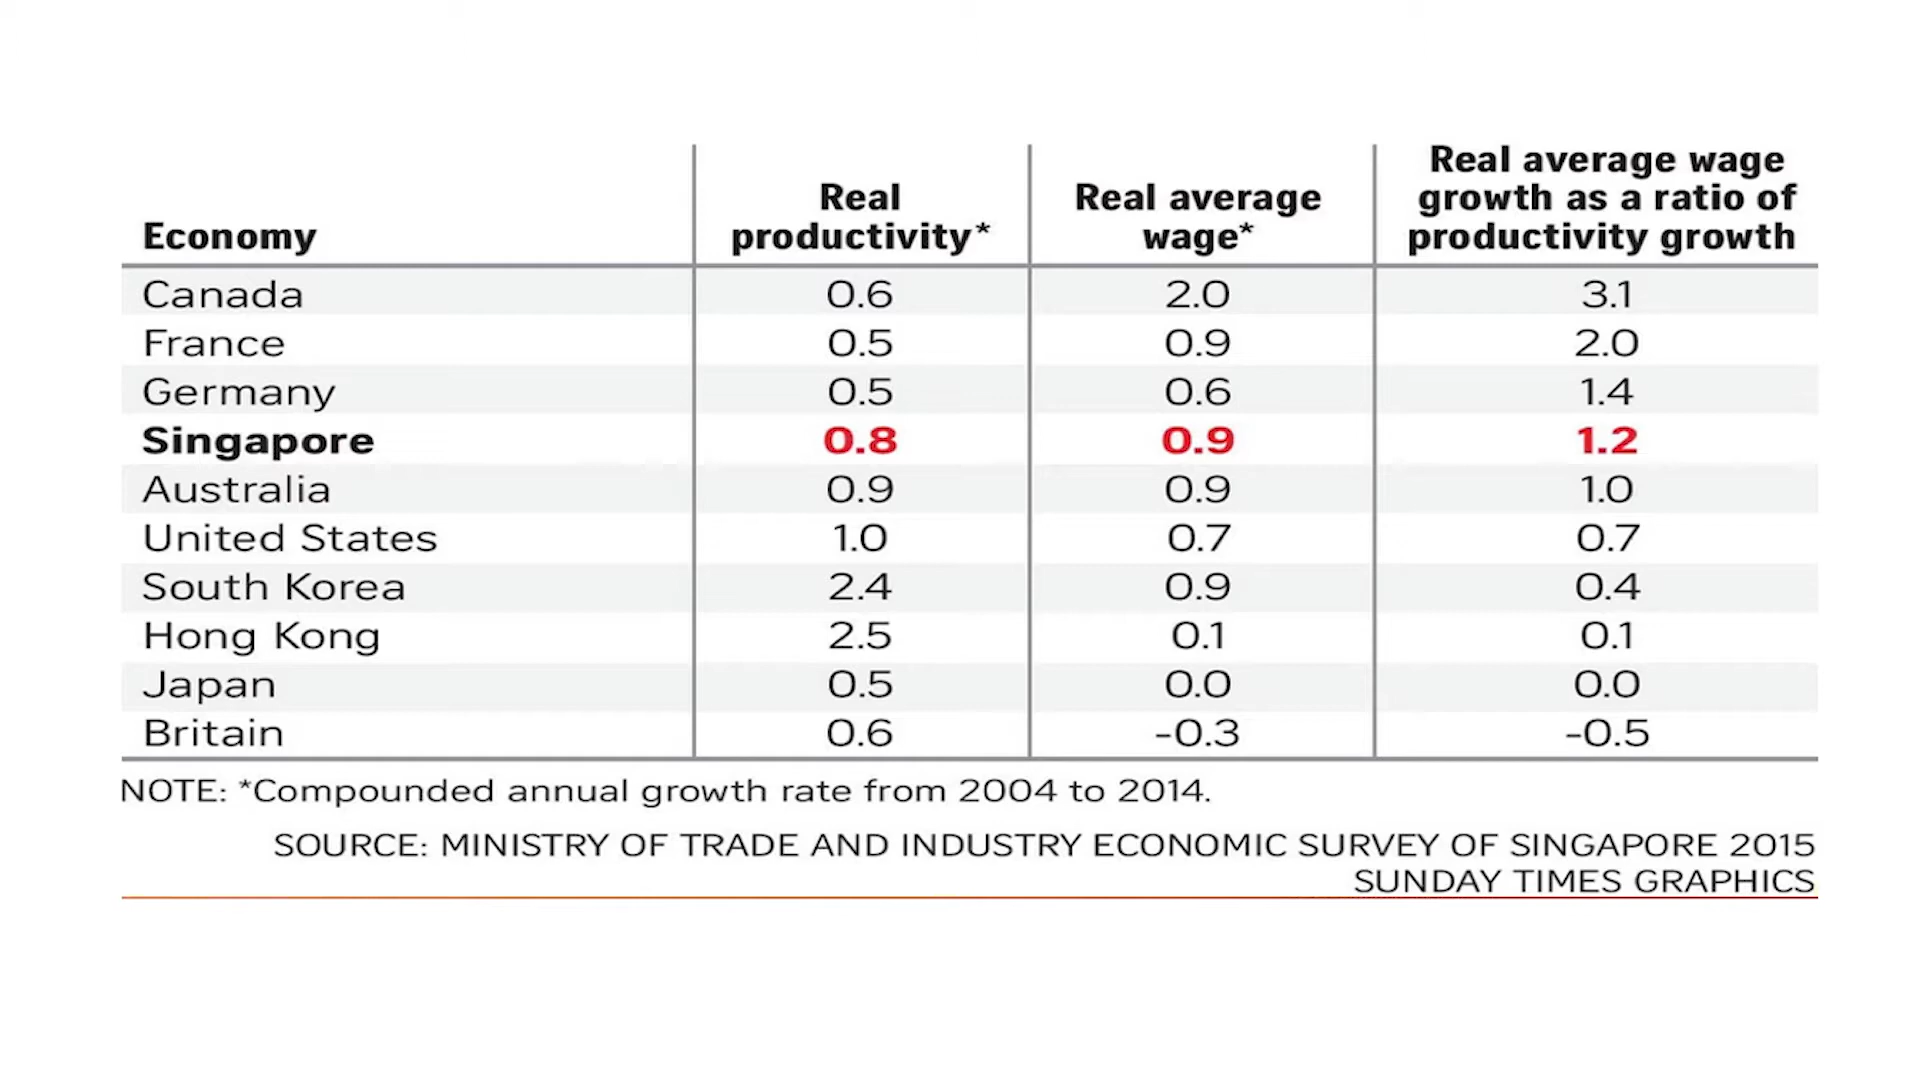 Economy
Real
productivity*
Real average
wage*
Real average wage
growth as a ratio of
productivity growth
Canada 0.6 2.0 3.1
France 0.5 0.9 2.0
Germany 0.5 0.6 1.4
Singapore 0.8 0.9 1.2
Australia 0.9 0.9 1.0
United States 1.0 0.7 0.7
South Korea 2.4 0.9 0.4
Hong Kong 2.5 0.1 0.1
Japan 0.5 0.0 0.0
Britain 0.6 -0.3 -0.5
NOTE: *Compounded annual growth rate from 2004 to 2014.
SOURCE: MINISTRY OF TRADE AND INDUSTRY ECONOMIC SURVEY OF SINGAPORE 2015
SUNDAY TIMES GRAPHICS